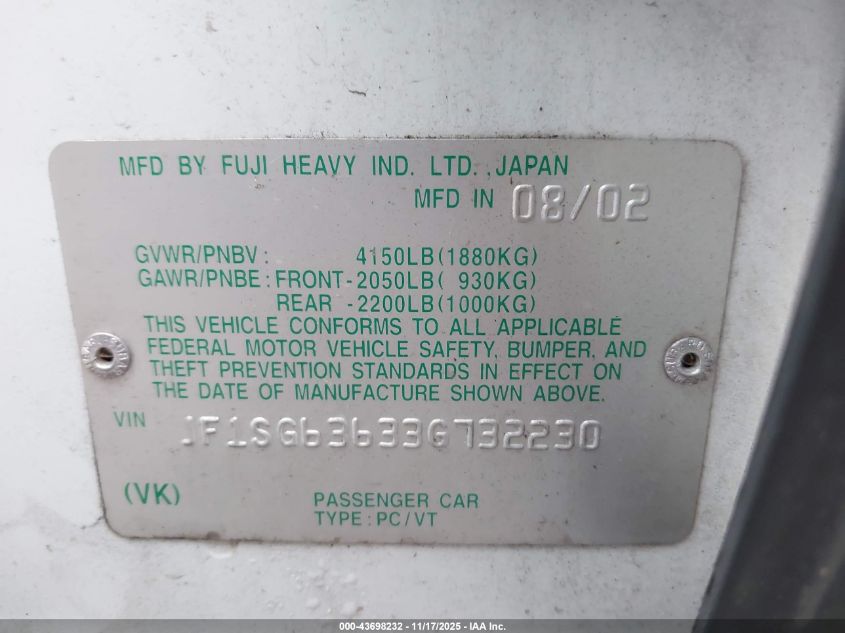 MFD BY FUJI HEAVY IND. LTD. ,JAPAN
MFD IN 08/02
GVWR/PNBV: 4150LB(1880KG)
GAWR/PNBE:FRONT-2050LB( 930KG)
REAR -2200LB(1000KG)
THIS VEHICLE CONFORMS TO ALL APPLICABLE
FEDERAL MOTOR VEHICLE SAFETY, BUMPER, AND
THEFT PREVENTION STANDARDS IN EFFECT ON
THE DATE OF MANUFACTURE SHOWN ABOVE.
VIN JF1SG63633G732230
(VK) PASSENGER CAR
TYPE:PC/VT
000-43698232 - 11/17/2025 - IAA Inc.